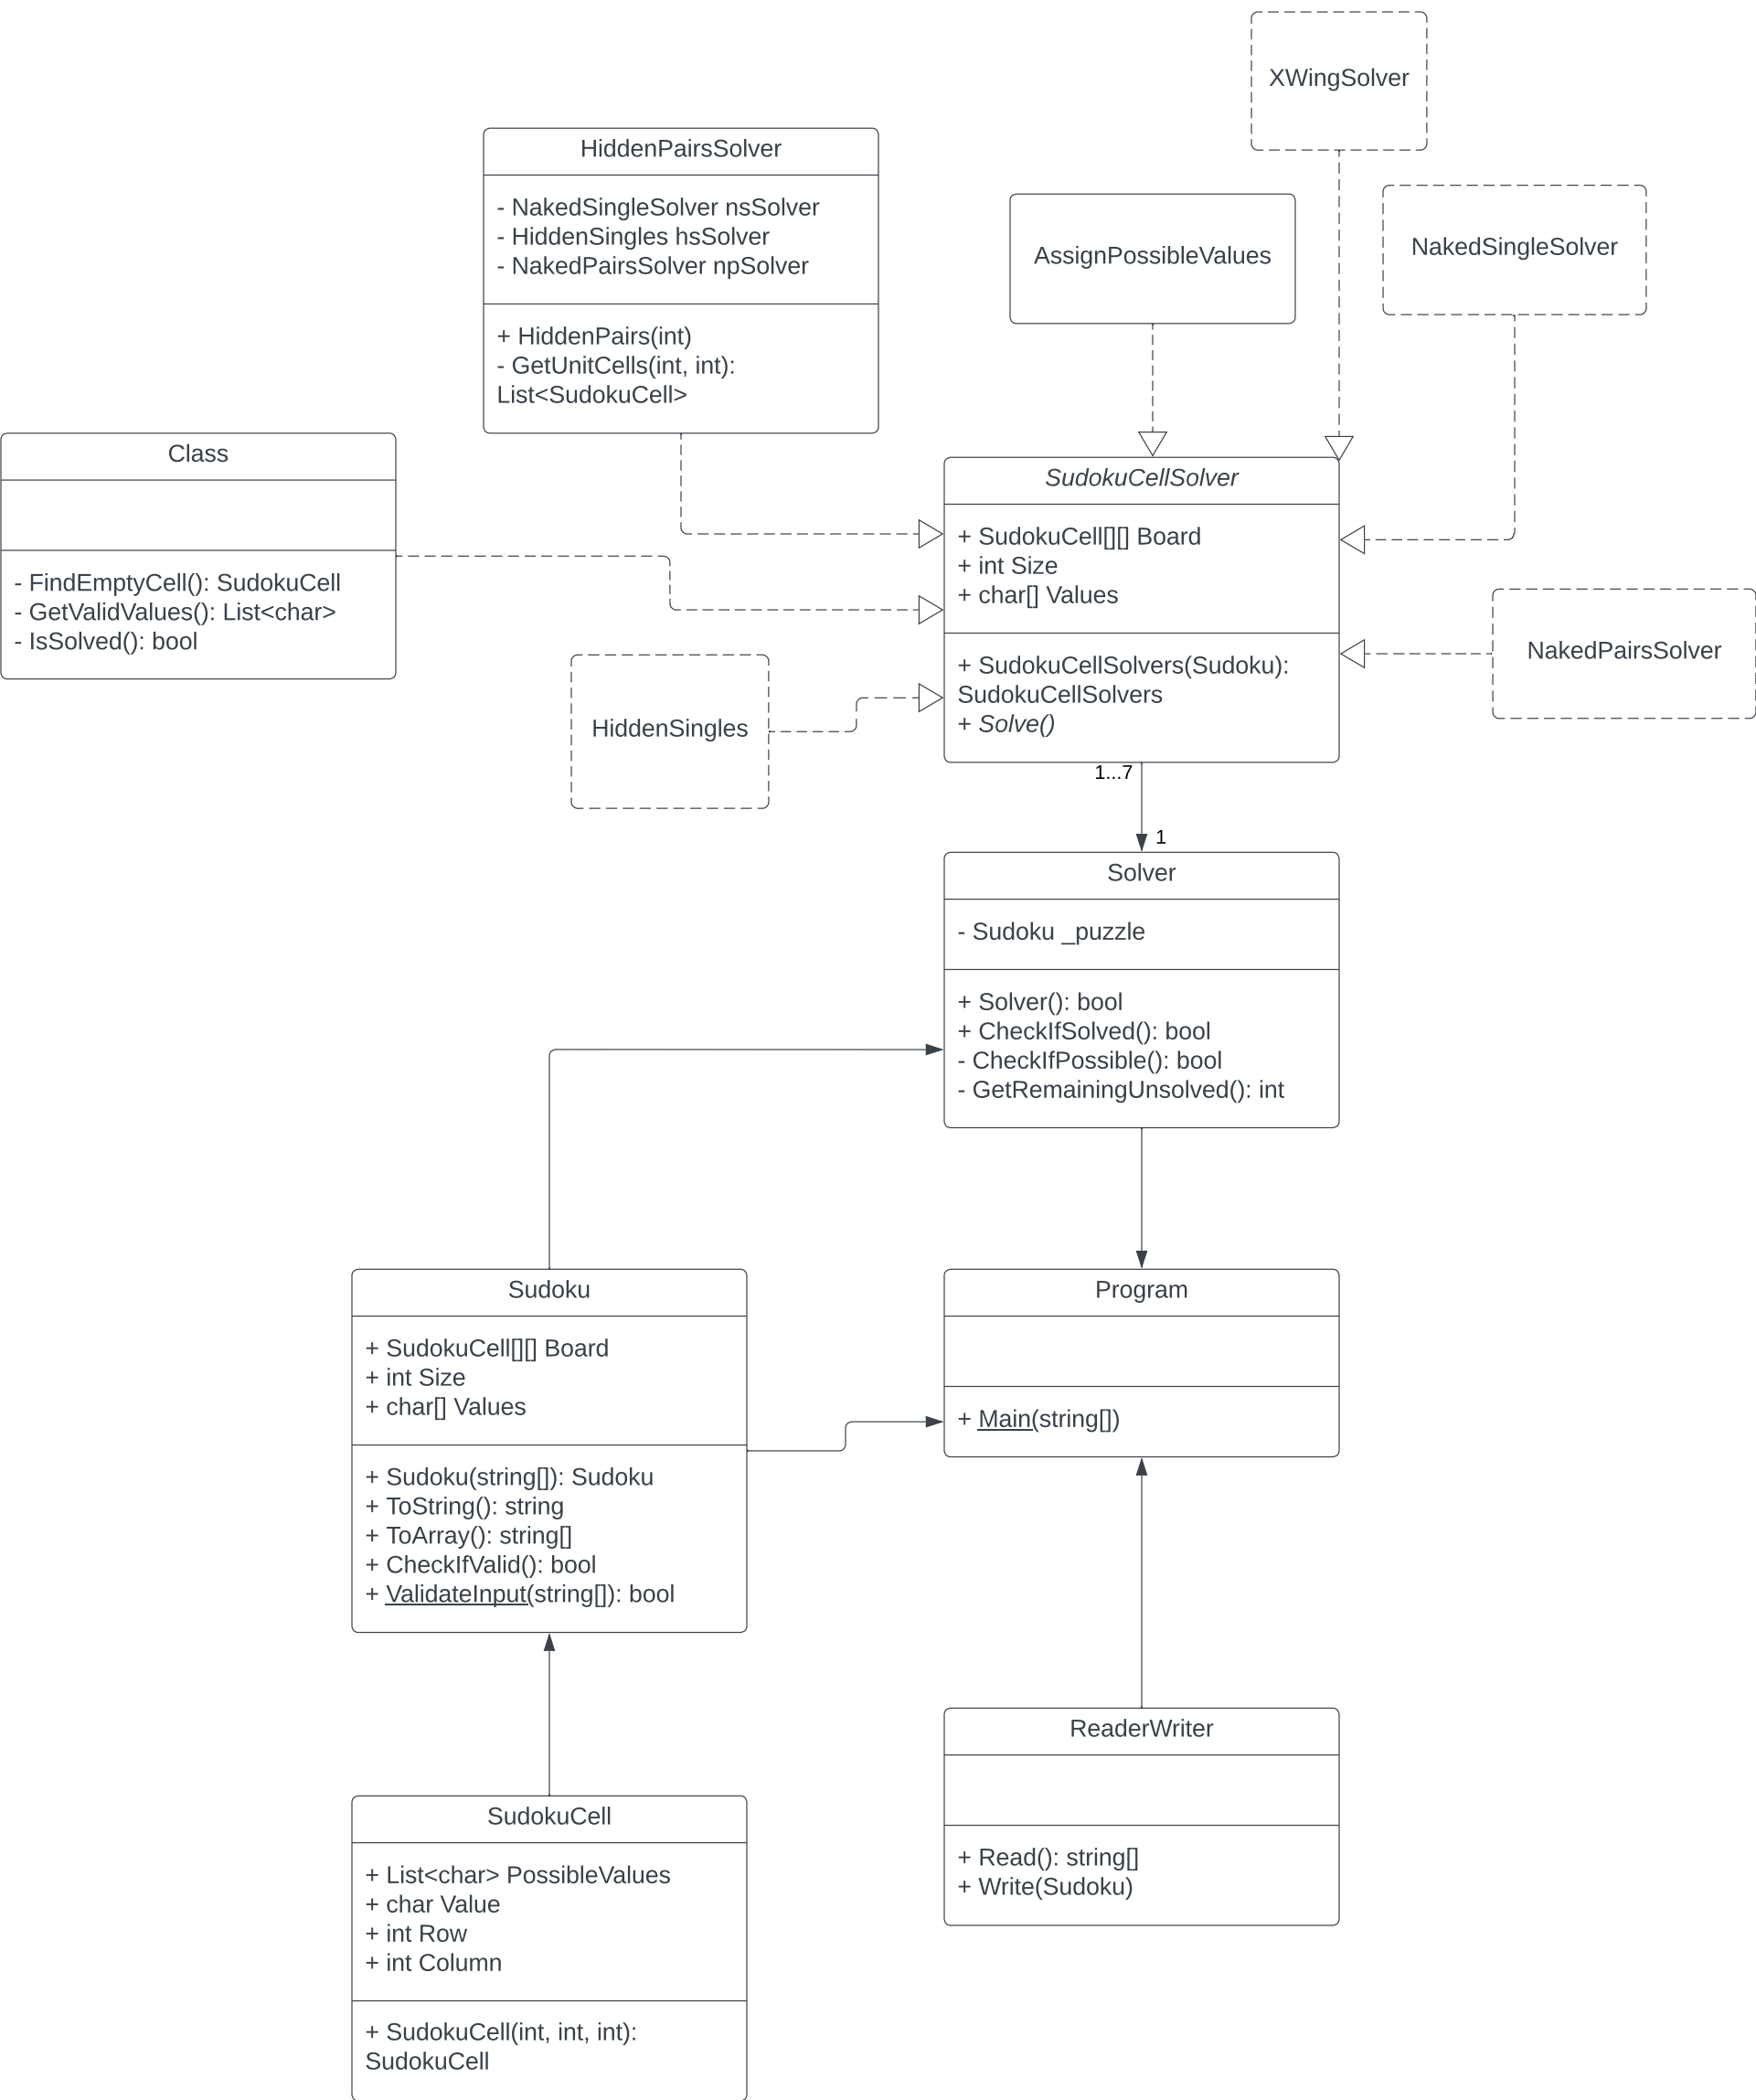 XWingSolver
HiddenPairsSolver
- NakedSingleSolver nsSolver
- HiddenSingles hsSolver
- NakedPairsSolver npSolver
+ HiddenPairs(int)
- GetUnitCells(int, int):
List<SudokuCell>
AssignPossibleValues
NakedSingleSolver
Class
- FindEmptyCell(): SudokuCell
- GetValidValues(): List<char>
- IsSolved(): bool
SudokuCellSolver
+ SudokuCell[][] Board
+ int Size
+ char[] Values
+ SudokuCellSolvers(Sudoku):
SudokuCellSolvers
+ Solve()
NakedPairsSolver
HiddenSingles
1...7
1
Solver
- Sudoku _puzzle
+ Solver(): bool
+ CheckIfSolved(): bool
- CheckIfPossible(): bool
- GetRemainingUnsolved(): int
Sudoku
+ SudokuCell[][] Board
+ int Size
+ char[] Values
+ Sudoku(string[]): Sudoku
+ ToString(): string
+ ToArray(): string[]
+ CheckIfValid(): bool
+ ValidateInput(string[]): bool
Program
+ Main(string[])
ReaderWriter
+ Read(): string[]
+ Write(Sudoku)
SudokuCell
+ List<char> PossibleValues
+ char Value
+ int Row
+ int Column
+ SudokuCell(int, int, int):
SudokuCell